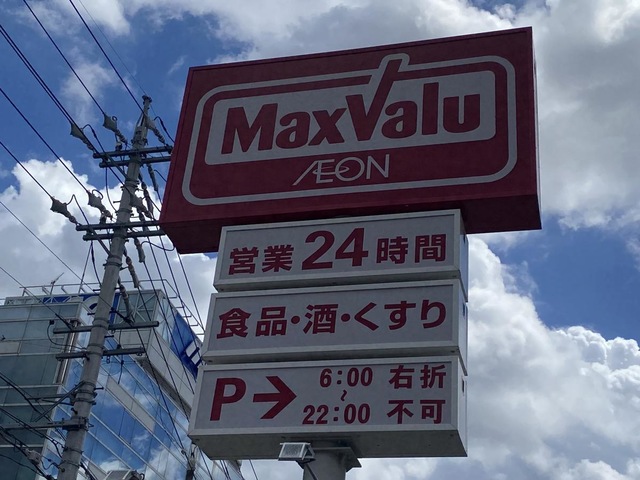 MaxValu
ÆON
営業24時間
食品・酒・くすり
P→ 6:00 右折
~
22:00 不可